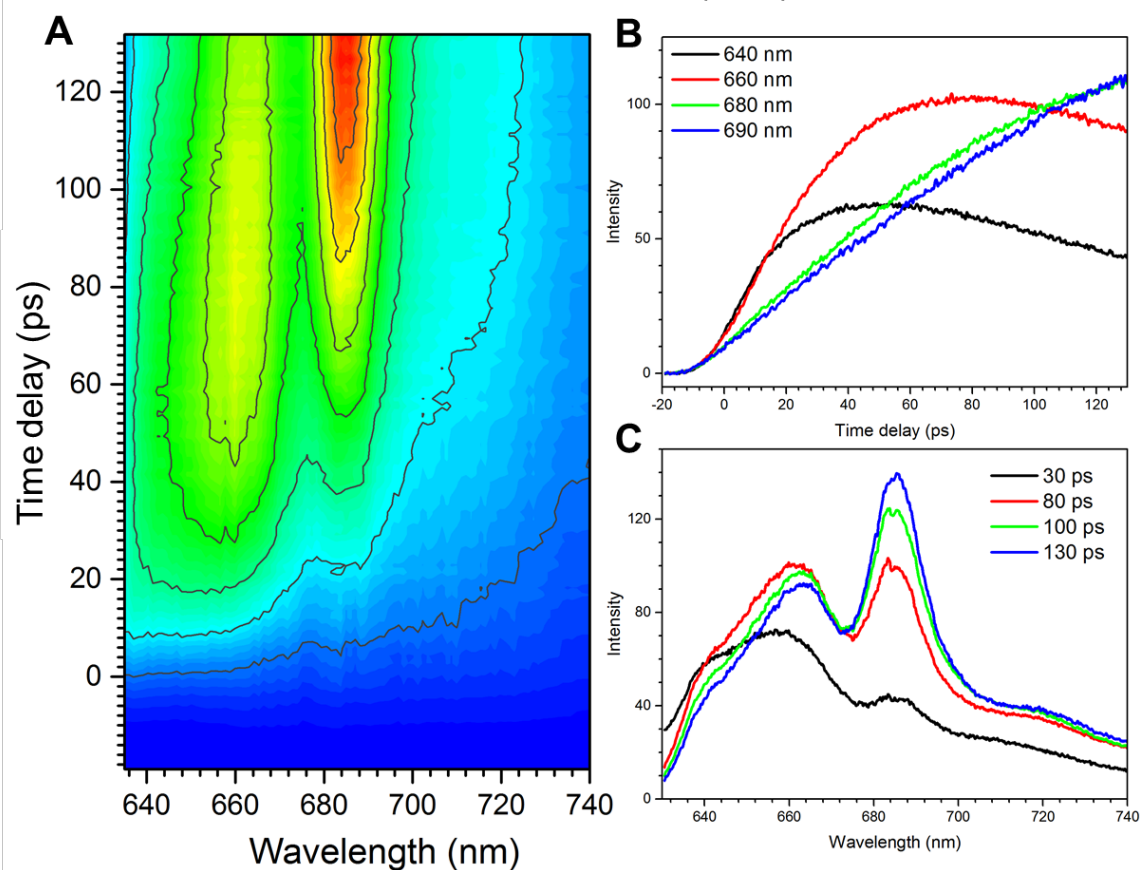 A
Time delay (ps)
120
100
80
60
40
20
0
640 660 680 700 720 740
Wavelength (nm)
B
640 nm
660 nm
680 nm
690 nm
Intensity
100
50
0
-20 0 20 40 60 80 100 120
Time delay (ps)
C
30 ps
80 ps
100 ps
130 ps
Intensity
120
80
40
0
640 660 680 700 720 740
Wavelength (nm)